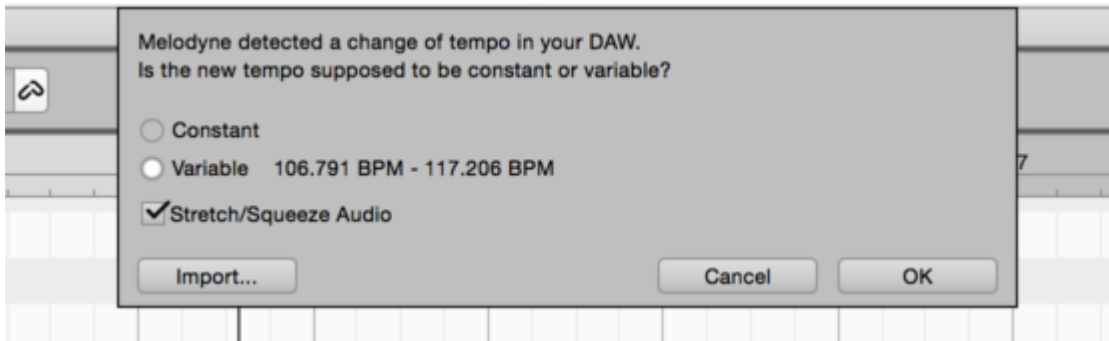 Melodyne detected a change of tempo in your DAW.
Is the new tempo supposed to be constant or variable?
Constant
7
Variable 106.791 BPM - 117.206 BPM
Stretch/Squeeze Audio
Import...
Cancel
OK